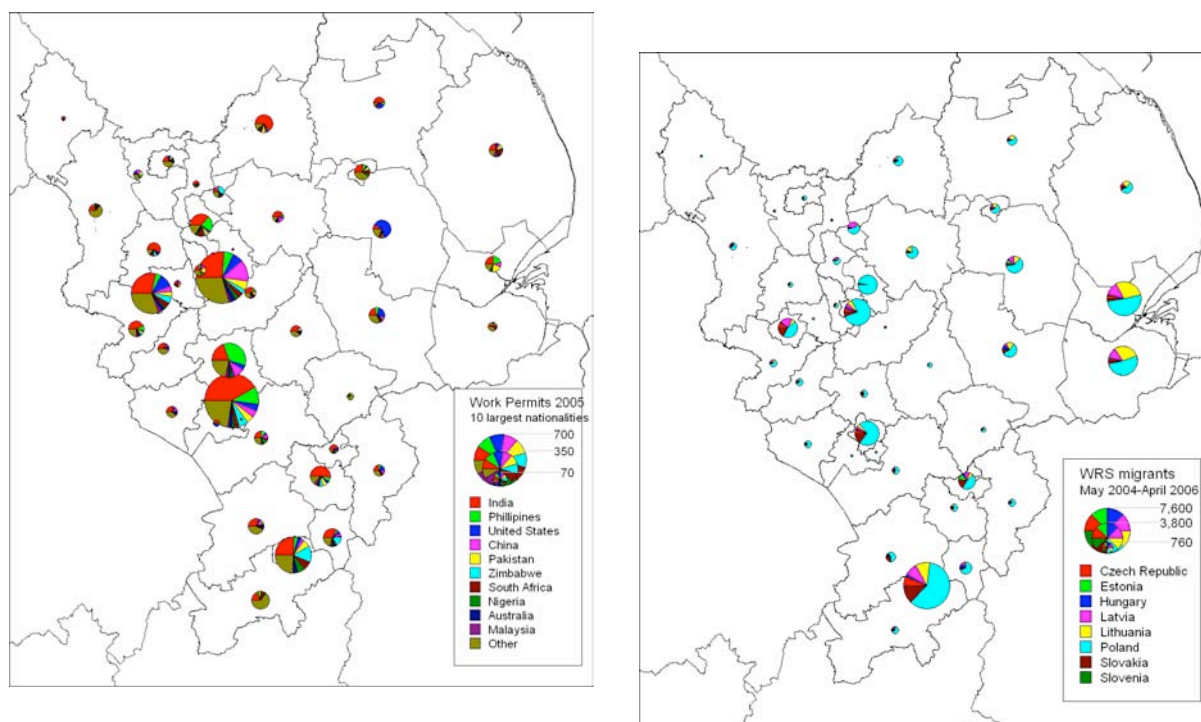 Work Permits 2005
10 largest nationalities
700
350
70
India
Phillipines
United States
China
Pakistan
Zimbabwe
South Africa
Nigeria
Australia
Malaysia
Other
WRS migrants
May 2004-April 2006
7,600
3,800
760
Czech Republic
Estonia
Hungary
Latvia
Lithuania
Poland
Slovakia
Slovenia